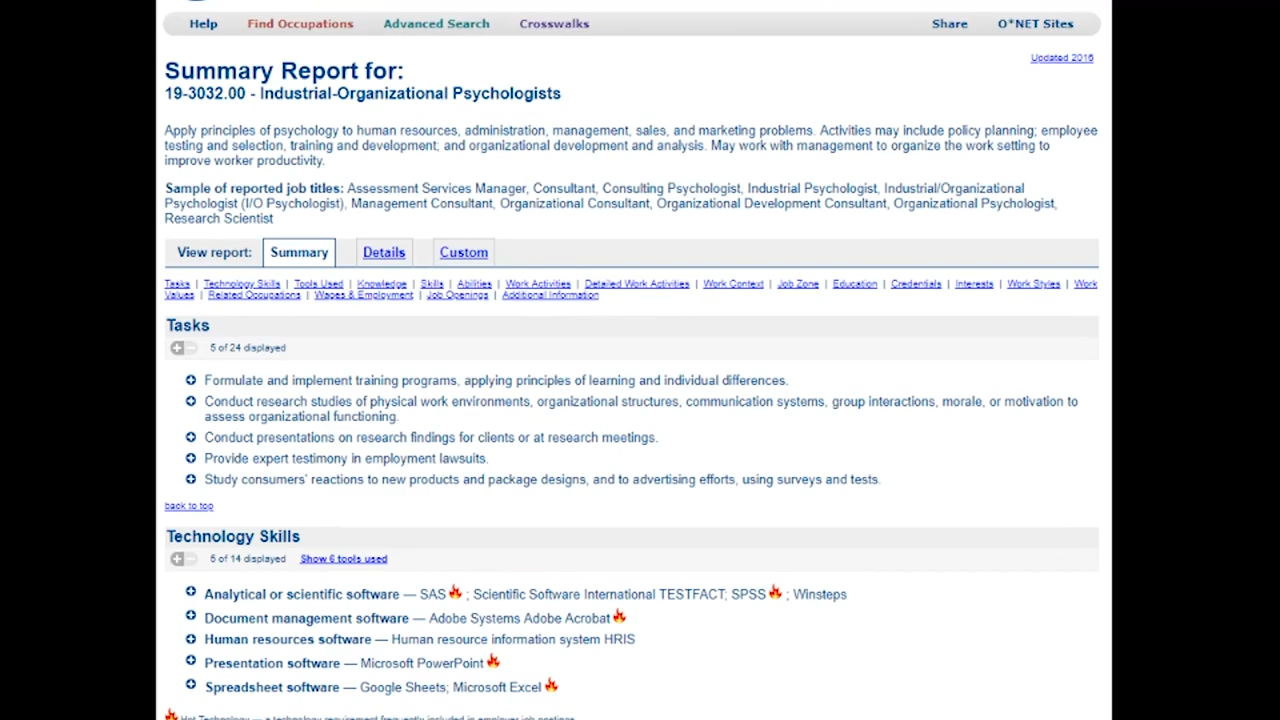 Help Find Occupations Advanced Search Crosswalks Share O*NET Sites
Updated 2016
Summary Report for:
19-3032.00 - Industrial-Organizational Psychologists
Apply principles of psychology to human resources, administration, management, sales, and marketing problems. Activities may include policy planning; employee
testing and selection, training and development; and organizational development and analysis. May work with management to organize the work setting to
improve worker productivity.
Sample of reported job titles: Assessment Services Manager, Consultant, Consulting Psychologist, Industrial Psychologist, Industrial/Organizational
Psychologist (I/O Psychologist), Management Consultant, Organizational Consultant, Organizational Development Consultant, Organizational Psychologist,
Research Scientist
View report: Summary Details Custom
Tasks | Technology Skills | Tools Used | Knowledge | Skills | Abilities | Work Activities | Detailed Work Activities | Work Context | Job Zone | Education | Credentials | Interests | Work Styles | Work
Values | Related Occupations | Wages & Employment | Job Openings | Additional Information
Tasks
5 of 24 displayed
Formulate and implement training programs, applying principles of learning and individual differences.
Conduct research studies of physical work environments, organizational structures, communication systems, group interactions, morale, or motivation to
assess organizational functioning.
Conduct presentations on research findings for clients or at research meetings.
Provide expert testimony in employment lawsuits.
Study consumers' reactions to new products and package designs, and to advertising efforts, using surveys and tests.
back to top
Technology Skills
5 of 14 displayed Show 6 tools used
Analytical or scientific software — SAS ; Scientific Software International TESTFACT; SPSS ; Winsteps
Document management software — Adobe Systems Adobe Acrobat
Human resources software — Human resource information system HRIS
Presentation software — Microsoft PowerPoint
Spreadsheet software — Google Sheets; Microsoft Excel
Hot Technology — a technology requirement frequently included in employer job postings.